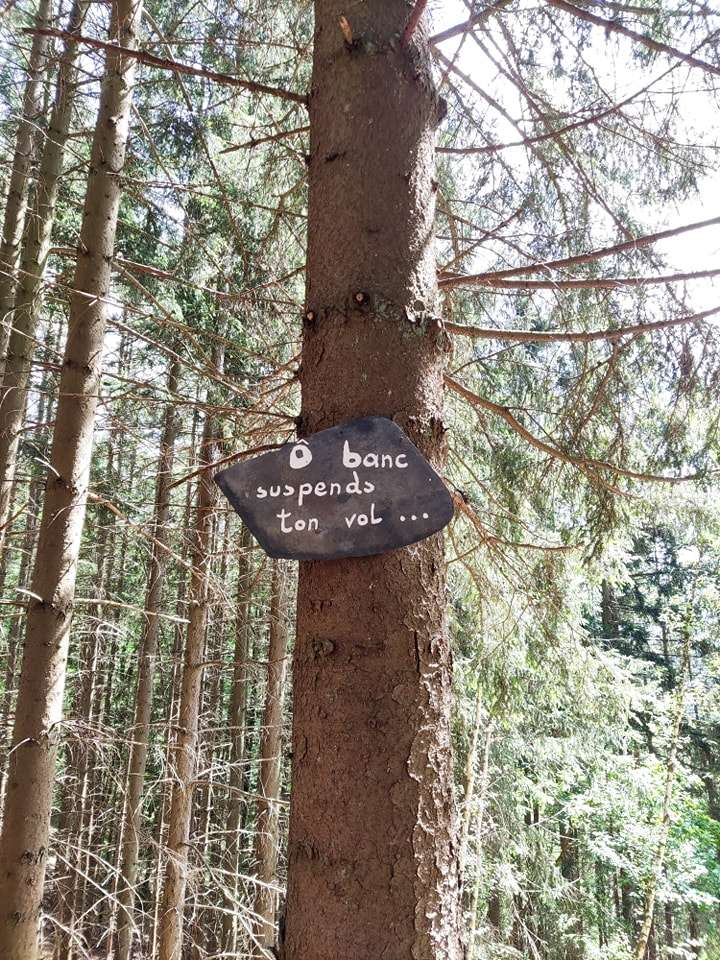 Ô banc
suspends
ton vol ...